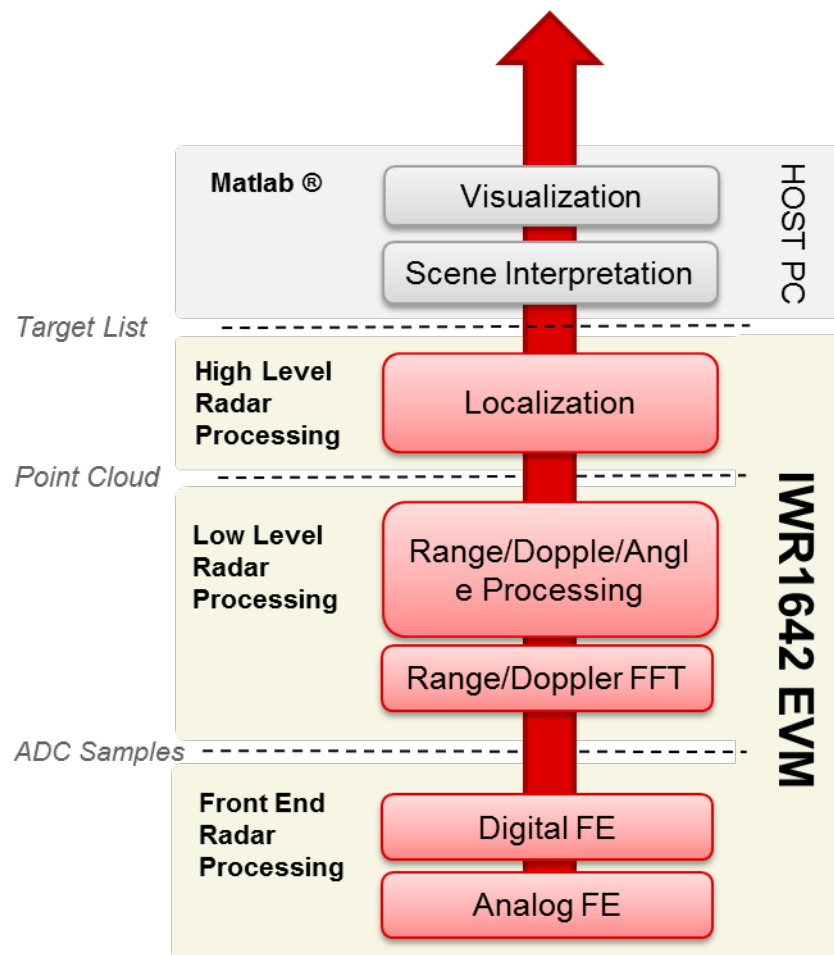 Matlab ®
Visualization
HOST PC
Scene Interpretation
Target List
High Level
Radar
Processing
Localization
Point Cloud
IWR1642 EVM
Low Level
Radar
Processing
Range/Dopple/Angl
e Processing
Range/Doppler FFT
ADC Samples
Front End
Radar
Processing
Digital FE
Analog FE